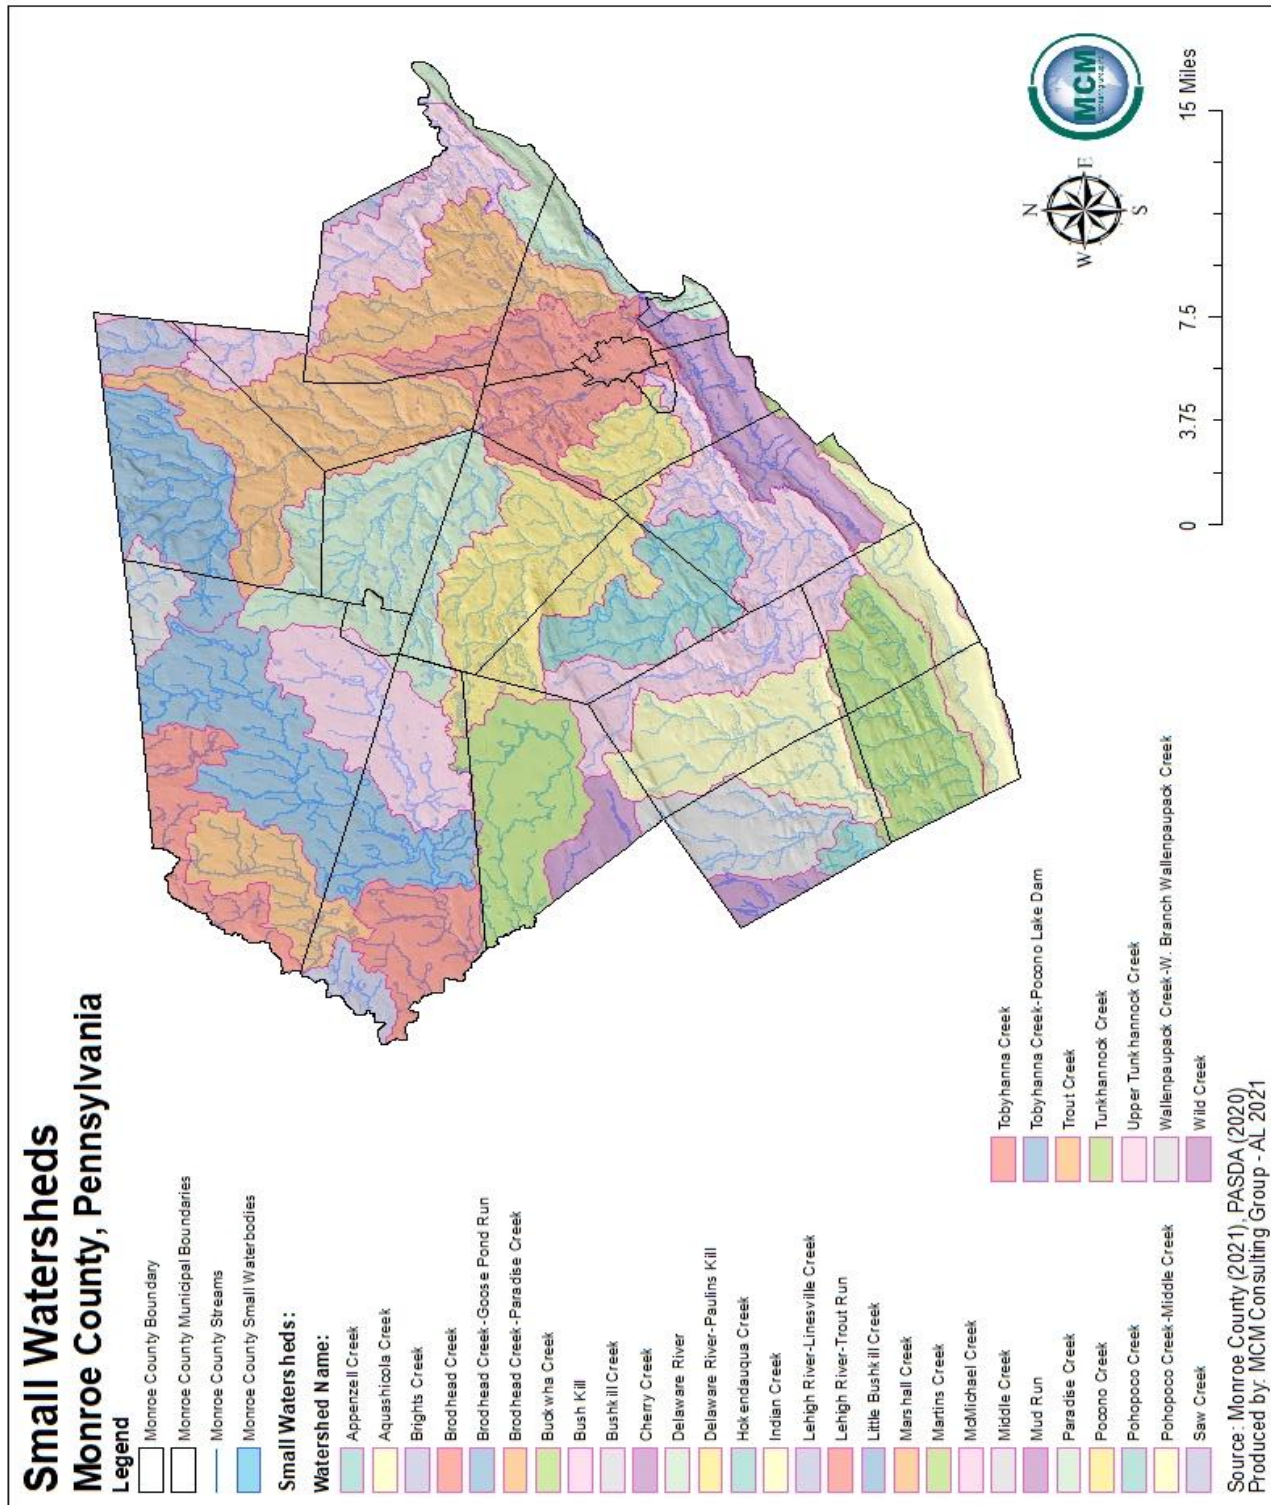 Small Watersheds
Monroe County, Pennsylvania
Legend
Monroe County Boundary
Monroe County Municipal Boundaries
Monroe County Streams
Monroe County Small Waterbodies
Small Watersheds:
Watershed Name:
Appenzell Creek
Aquashicola Creek
Brights Creek
Brodhead Creek
Brodhead Creek-Goose Pond Run
Brodhead Creek-Paradise Creek
Buckwha Creek
Bush Kill
Bushkill Creek
Cherry Creek
Delaware River
Delaware River-Paulins Kill
Hokendauqua Creek
Indian Creek
Lehigh River-Linesville Creek
Lehigh River-Trout Run
Little Bushkill Creek
Marshall Creek
Martins Creek
McMichael Creek
Middle Creek
Mud Run
Paradise Creek
Pocono Creek
Pohopoco Creek
Pohopoco Creek-Middle Creek
Saw Creek
Tobyhanna Creek
Tobyhanna Creek-Pocono Lake Dam
Trout Creek
Tunkhannock Creek
Upper Tunkhannock Creek
Wallenpaupack Creek-W. Branch Wallenpaupack Creek
Wild Creek
N
W
E
S
MCM
0 3.75 7.5 15 Miles
Source: Monroe County (2021), PASDA (2020)
Produced by: MCM Consulting Group - AL 2021